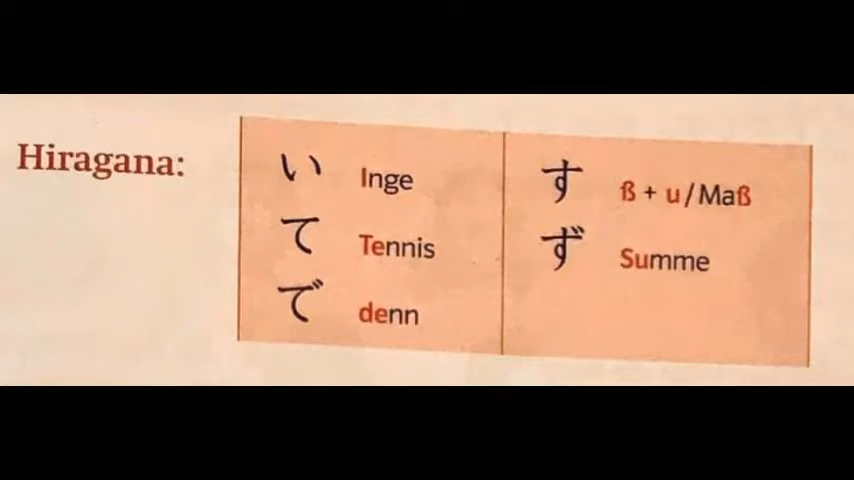 Hiragana:
い Inge
て Tennis
で denn
す ß + u / Maß
ず Summe